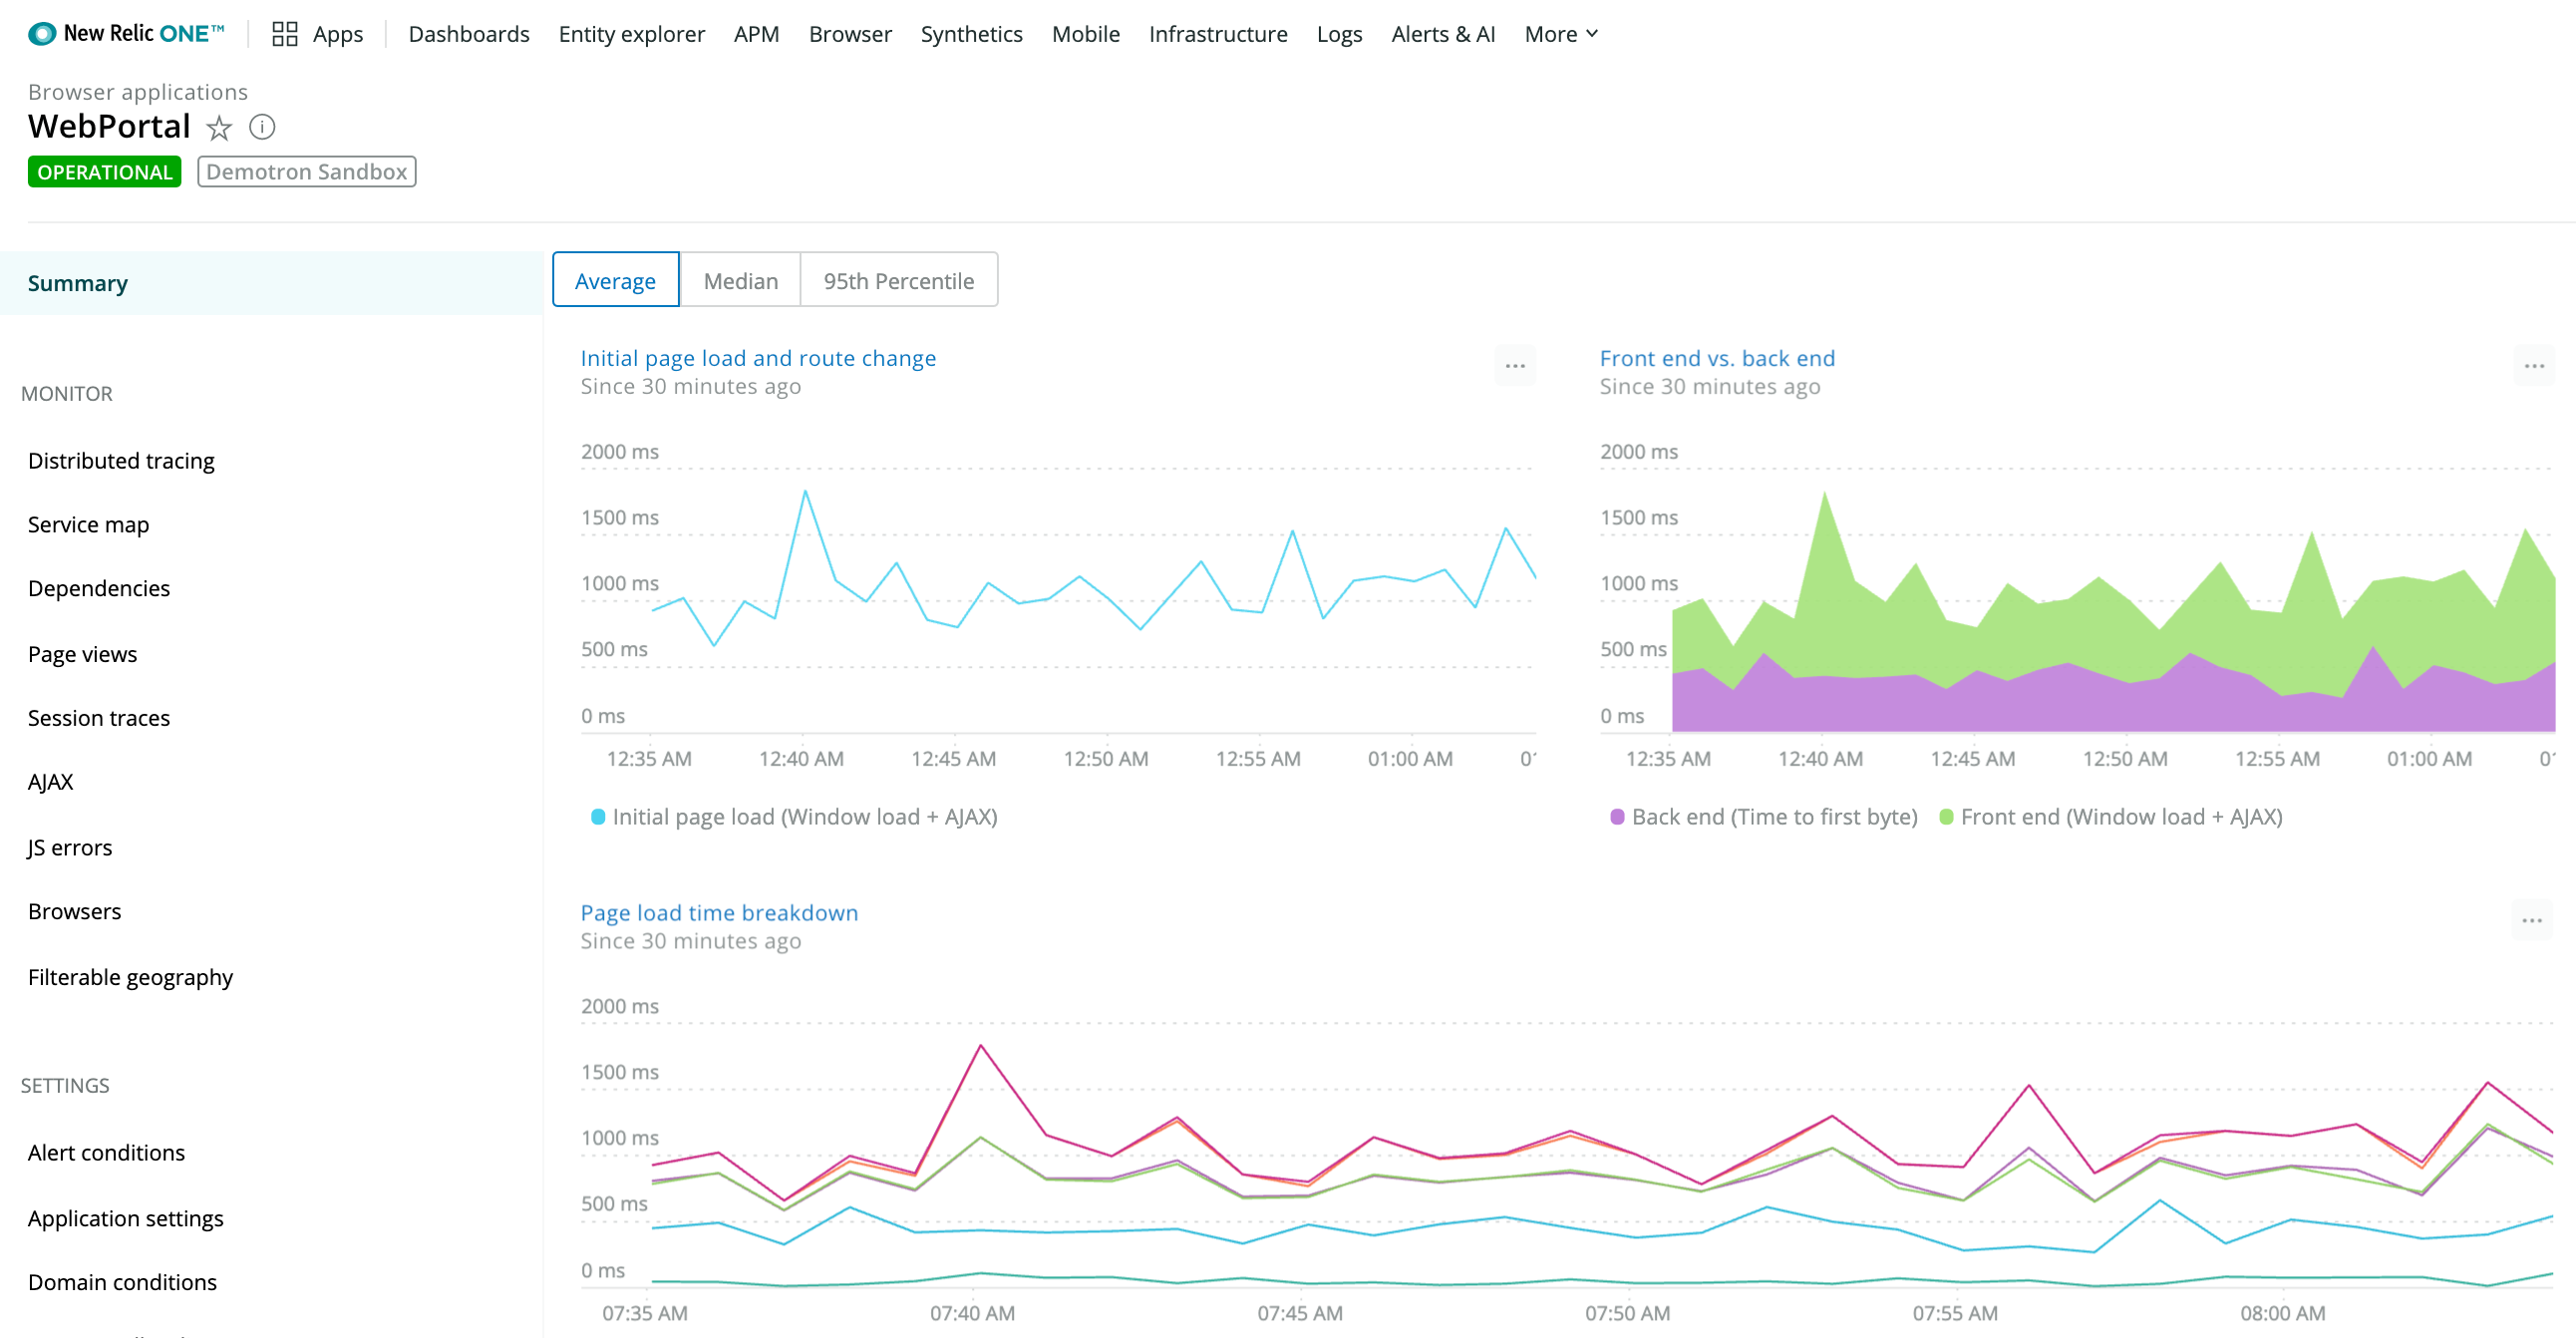 New Relic ONE™ Apps Dashboards Entity explorer APM Browser Synthetics Mobile Infrastructure Logs Alerts & AI More
Browser applications
WebPortal
OPERATIONAL Demotron Sandbox
Summary
MONITOR
Distributed tracing
Service map
Dependencies
Page views
Session traces
AJAX
JS errors
Browsers
Filterable geography
SETTINGS
Alert conditions
Application settings
Domain conditions
Average Median 95th Percentile
Initial page load and route change
Since 30 minutes ago
2000 ms
1500 ms
1000 ms
500 ms
0 ms
12:35 AM 12:40 AM 12:45 AM 12:50 AM 12:55 AM 01:00 AM
Initial page load (Window load + AJAX)
Front end vs. back end
Since 30 minutes ago
2000 ms
1500 ms
1000 ms
500 ms
0 ms
12:35 AM 12:40 AM 12:45 AM 12:50 AM 12:55 AM 01:00 AM
Back end (Time to first byte) Front end (Window load + AJAX)
Page load time breakdown
Since 30 minutes ago
2000 ms
1500 ms
1000 ms
500 ms
0 ms
07:35 AM 07:40 AM 07:45 AM 07:50 AM 07:55 AM 08:00 AM